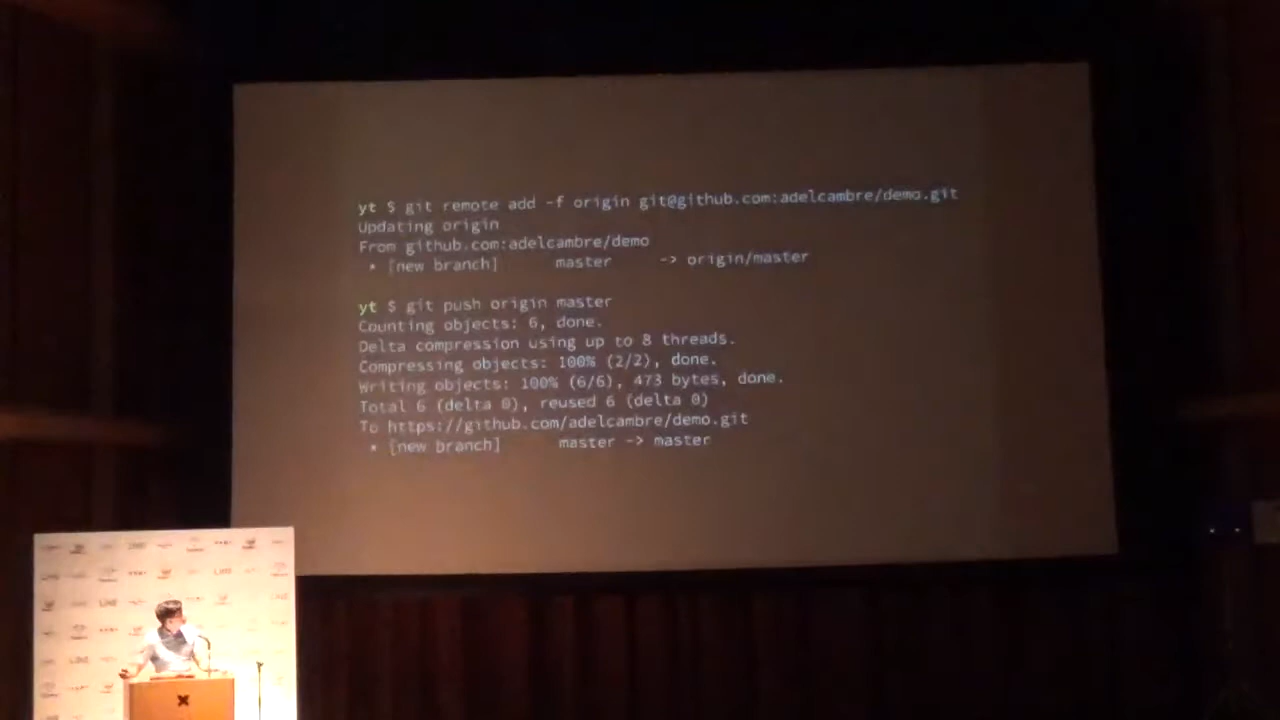 yt $ git remote add -f origin git@github.com:adelcambre/demo.git
Updating origin
From github.com:adelcambre/demo
* [new branch] master -> origin/master
yt $ git push origin master
Counting objects: 6, done.
Delta compression using up to 8 threads.
Compressing objects: 100% (2/2), done.
Writing objects: 100% (6/6), 473 bytes, done.
Total 6 (delta 0), reused 6 (delta 0)
To https://github.com/adelcambre/demo.git
* [new branch] master -> master